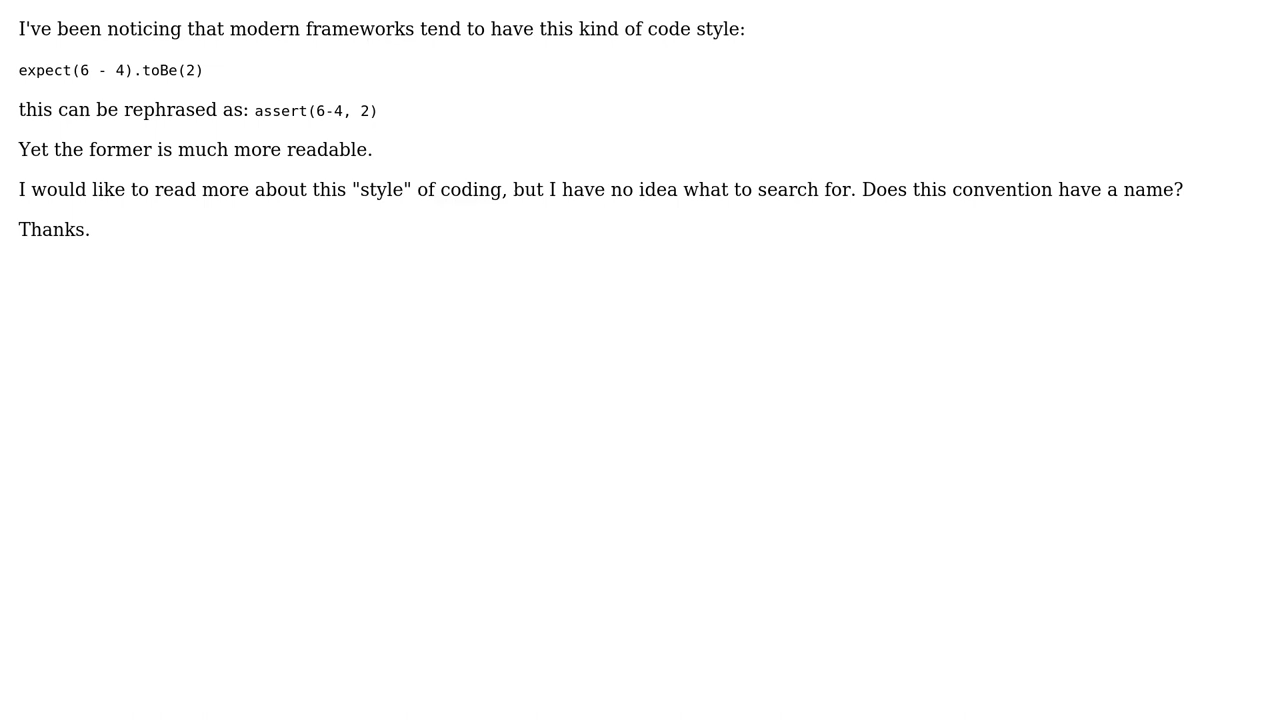 I've been noticing that modern frameworks tend to have this kind of code style:
expect(6 - 4).toBe(2)
this can be rephrased as: assert(6-4, 2)
Yet the former is much more readable.
I would like to read more about this "style" of coding, but I have no idea what to search for. Does this convention have a name?
Thanks.